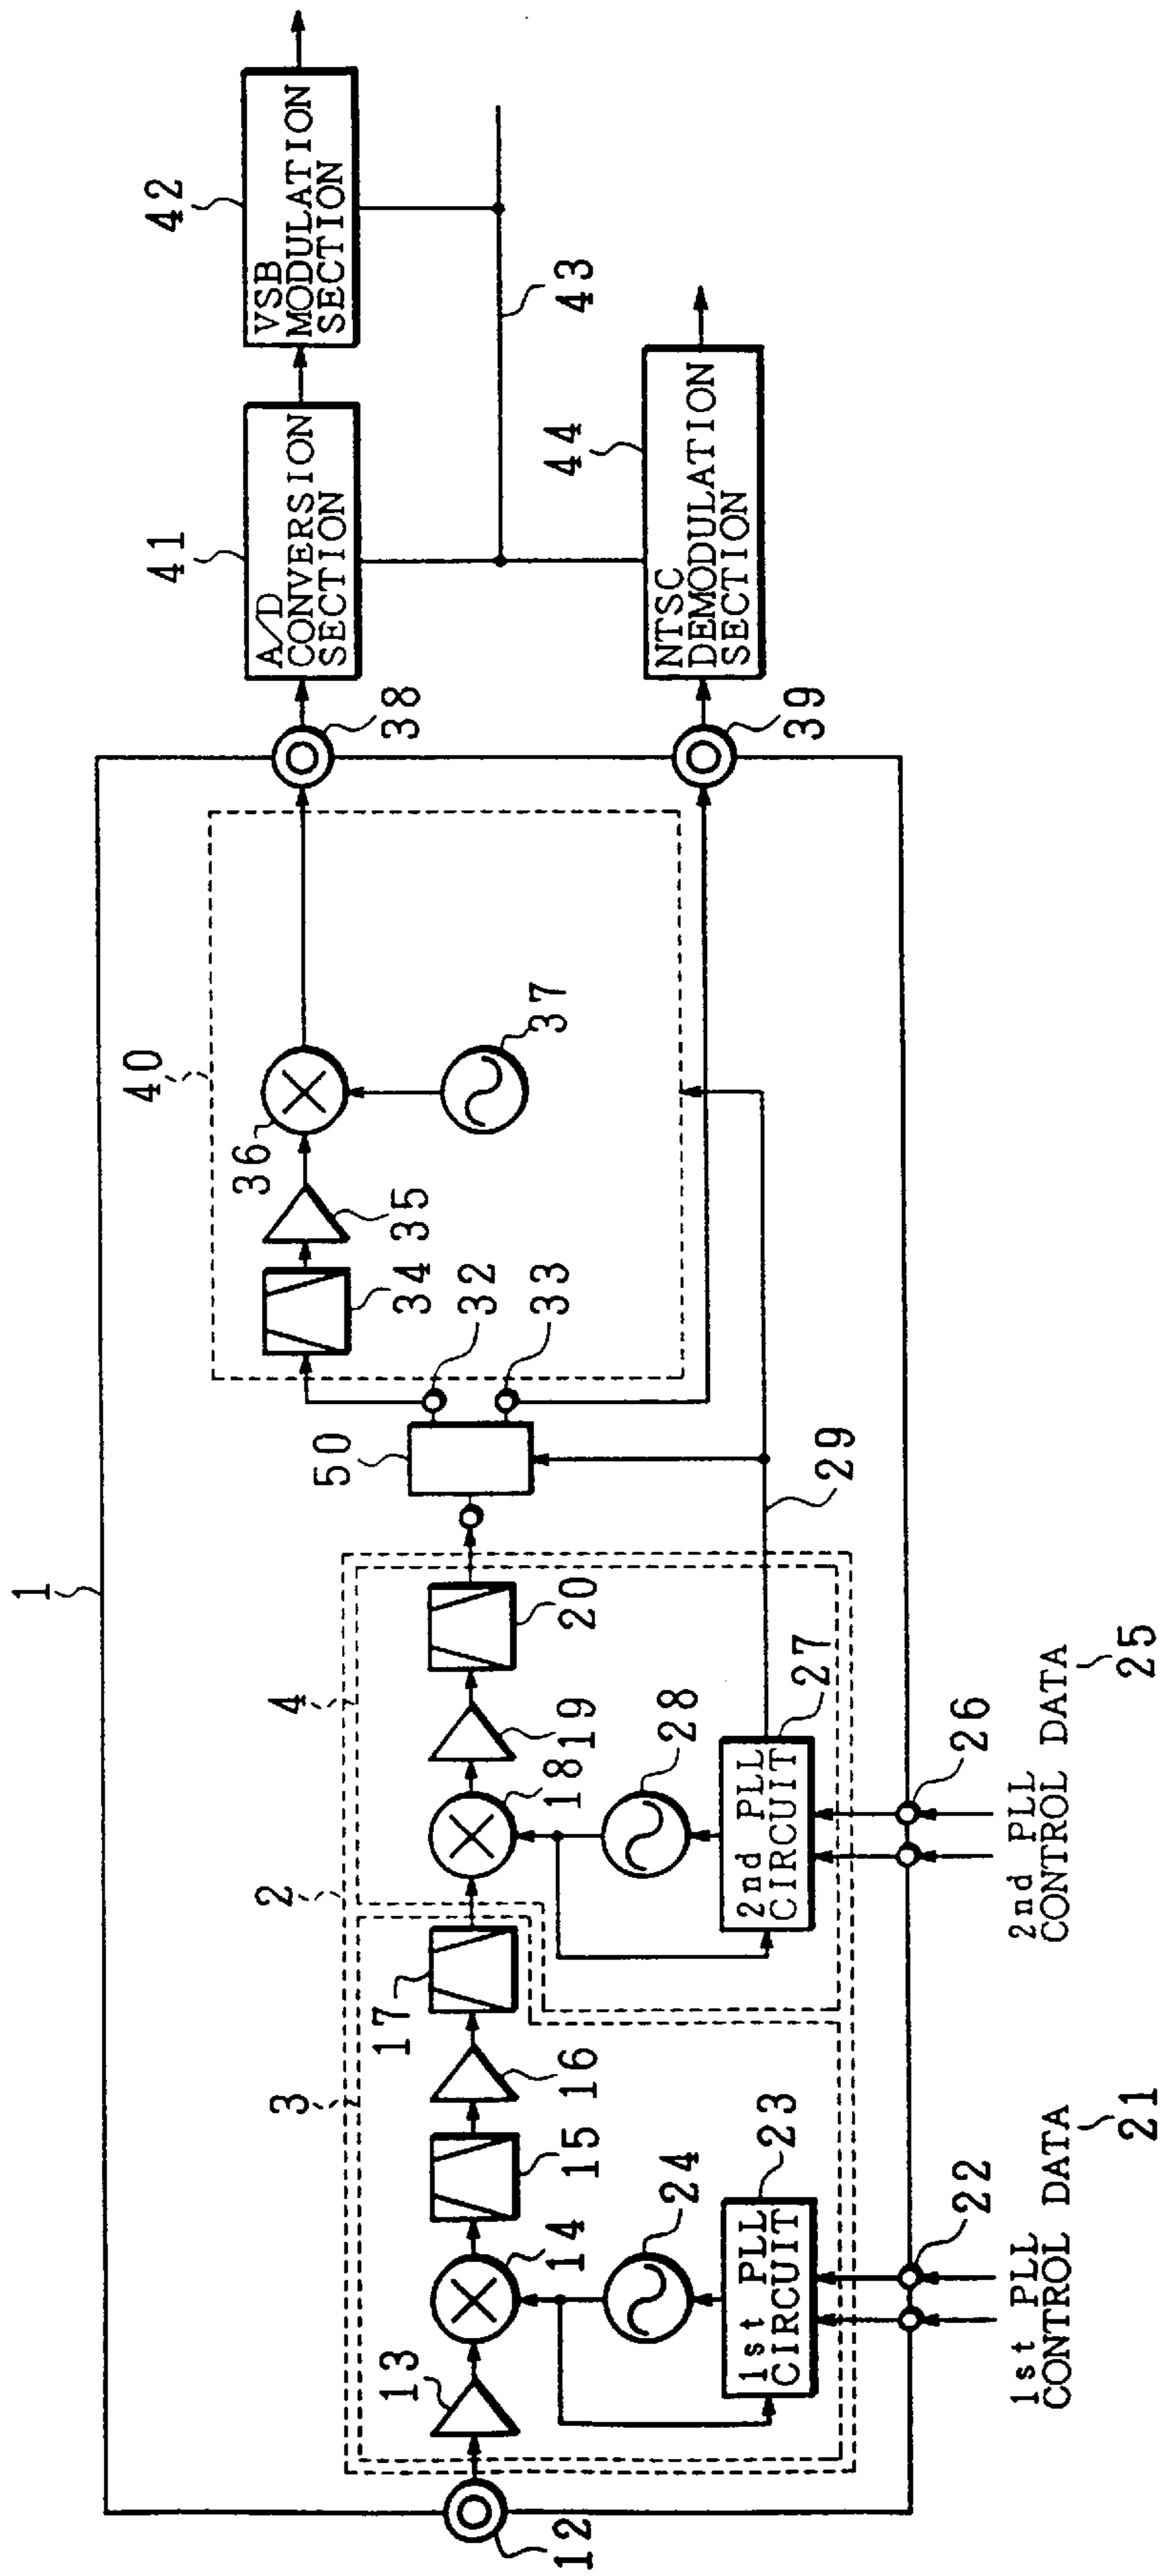 1
40
42
VSB
MODULATION
SECTION
41
A/D
CONVERSION
SECTION
38
43
44
NTSC
DEMODULATION
SECTION
39
36
35
34
37
32
33
50
29
2
3
4
12
13
14
15
16
17
18
19
20
24
23
1st PLL
CIRCUIT
28
27
2nd PLL
CIRCUIT
22
1st PLL
CONTROL DATA
21
26
2nd PLL
CONTROL DATA
25